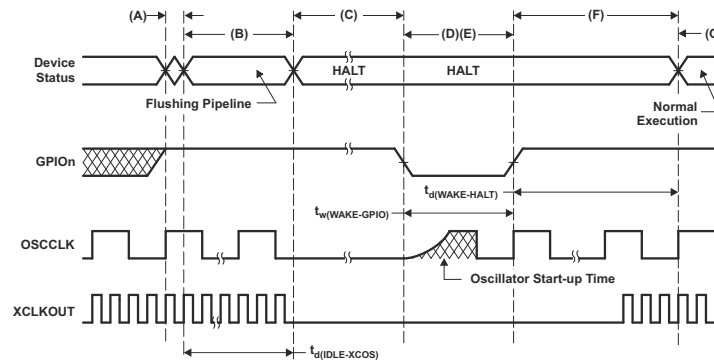 (A)
(B)
(C)
(D)(E)
(F)
Device
Status
HALT
HALT
Flushing Pipeline
Normal
Execution
GPIOn
td(WAKE-HALT)
tw(WAKE-GPIO)
OSCCLK
Oscillator Start-up Time
XCLKOUT
td(IDLE-XCOS)